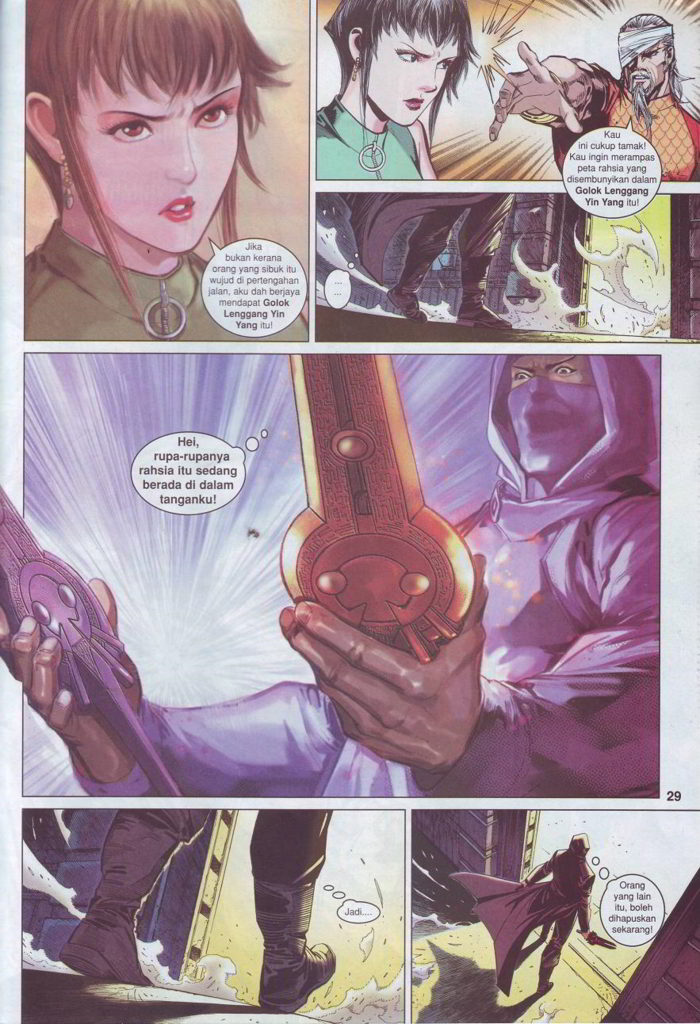 Jika
bukan kerana
orang yang sibuk itu
wujud di pertengahan
jalan, aku dah berjaya
mendapat Golok
Lenggang Yin
Yang itu!
Kau
ini cukup tamak!
Kau ingin merampas
peta rahsia yang
disembunyikan dalam
Golok Lenggang
Yin Yang itu!
...
...
Hei,
rupa-rupanya
rahsia itu sedang
berada di dalam
tanganku!
29
Jadi....
Orang
yang lain
itu, boleh
dihapuskan
sekarang!